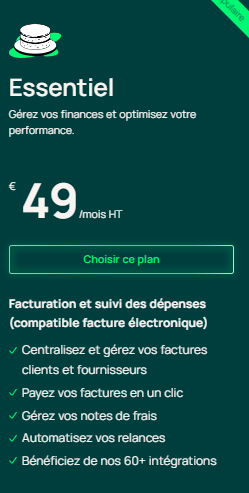 Essentiel
Gérez vos finances et optimisez votre
performance.
€
49
/mois HT
Choisir ce plan
Facturation et suivi des dépenses
(compatible facture électronique)
Centralisez et gérez vos factures
clients et fournisseurs
Payez vos factures en un clic
Gérez vos notes de frais
Automatisez vos relances
Bénéficiez de nos 60+ intégrations